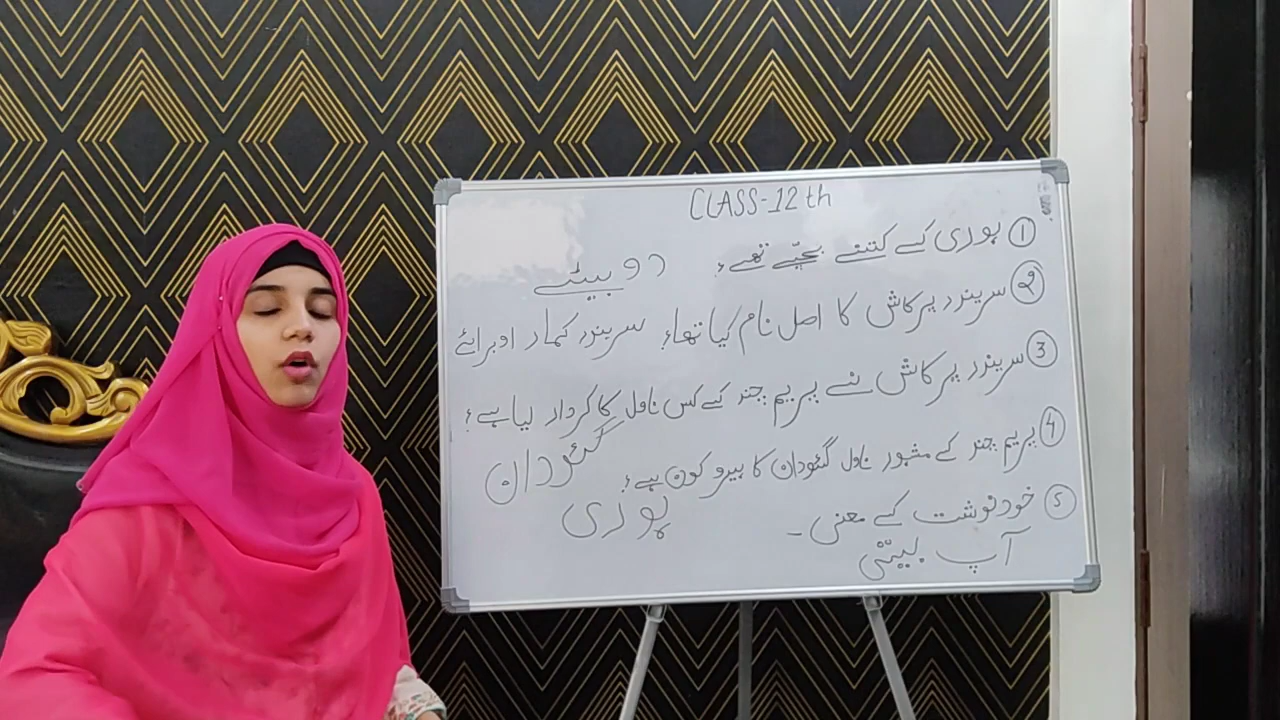 CLASS-12th
① ہوری کے کتنے بچے تھے؟ دو بیٹے
② سریندر پرکاش کا اصل نام کیا تھا؟ سریندر کمار اوبرائے
③ سریندر پرکاش نے پریم چند کے کس ناول کا کردار لیا ہے؟
گئودان
④ پریم چند کے مشہور ناول گئودان کا ہیرو کون ہے؟
ہوری
⑤ خودنوشت کے معنی -
آپ بیتی